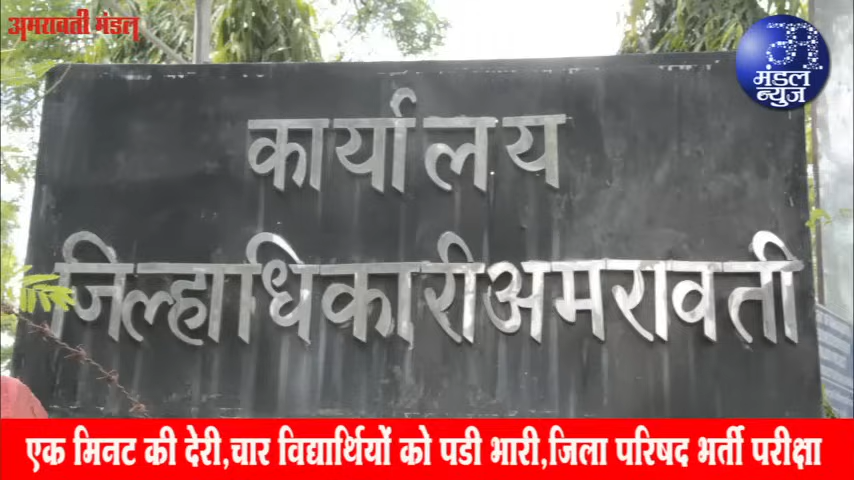 अमरावती मंडल
मंडल
न्युज
कार्यालय
जिल्हाधिकारीअमरावती
एक मिनट की देरी,चार विद्यार्थियों को पडी भारी,जिला परिषद भर्ती परीक्षा